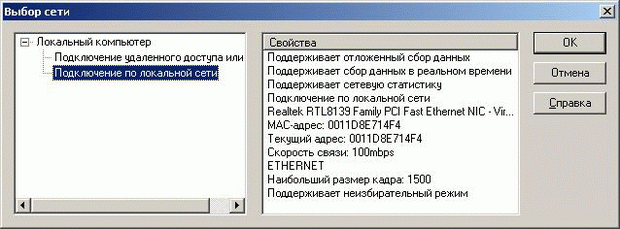 Выбор сети
Локальный компьютер
Подключение удаленного доступа или
Подключение по локальной сети
Свойства
Поддерживает отложенный сбор данных
Поддерживает сбор данных в реальном времени
Поддерживает сетевую статистику
Подключение по локальной сети
Realtek RTL8139 Family PCI Fast Ethernet NIC - Vir...
MAC-адрес: 0011D8E714F4
Текущий адрес: 0011D8E714F4
Скорость связи: 100mbps
ETHERNET
Наибольший размер кадра: 1500
Поддерживает неизбирательный режим
OK
Отмена
Справка